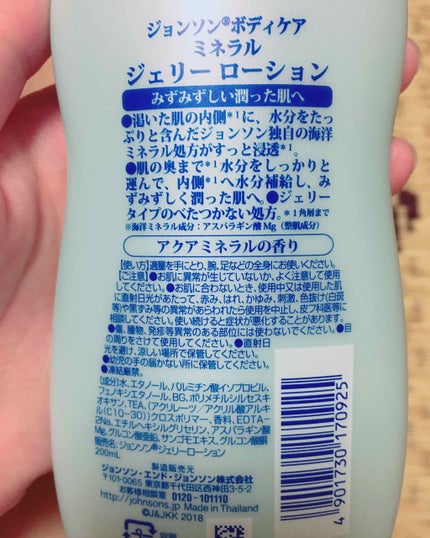 ジョンソン®ボディケア
ミネラル
ジェリー ローション
みずみずしい潤った肌へ
●渇いた肌の内側*¹に、水分をたっ
ぷりと含んだジョンソン独自の海洋
ミネラル処方がすっと浸透*¹。
●肌の奥まで*¹水分をしっかりと
運んで、内側*¹へ水分補給し、み
ずみずしく潤った肌へ。●ジェリー
タイプのべたつかない処方。*1角層まで
※海洋ミネラル成分:アスパラギン酸Mg(整肌成分)
アクアミネラルの香り
【使い方】適量を手にとり、腕、足などの全身にお使いください。
【ご注意】●お肌に異常が生じていないか、よく注意して使用
してください。●お肌に合わないとき、使用中又は使用した肌
に直射日光があたって、赤み、はれ、かゆみ、刺激、色抜け(白斑
等)や黒ずみ等の異常があらわれたら使用を中止し、皮フ科医等に
相談してください。使い続けると症状が悪化することがあります。
●傷、腫物、発疹等異常のある部位には使わないでください。●目
の周りをさけて使用してください。●直射日
光を避け、涼しい場所で保管してください。
●幼児の手の届かない所に保管してください。
●凍結厳禁。
〔成分〕水、エタノール、パルミチン酸イソプロピル、
フェノキシエタノール、BG、ポリメチルシルセスキ
オキサン、TEA、(アクリレーツ/アクリル酸アルキ
ル(C10-30))クロスポリマー、香料、EDTA-
2Na、エチルヘキシルグリセリン、アスパラギン酸
Mg、グルコン酸亜鉛、サンゴモエキス、グルコン酸銅
販売名:ジョンソン®ジェリーローション
200mL
製造販売元
ジョンソン・エンド・ジョンソン株式会社
〒101-0065 東京都千代田区西神田3-5-2
お客様相談室 0120-101110
http://johnsons.jp Made in Thailand
©J&JKK 2018
4 901730 170925